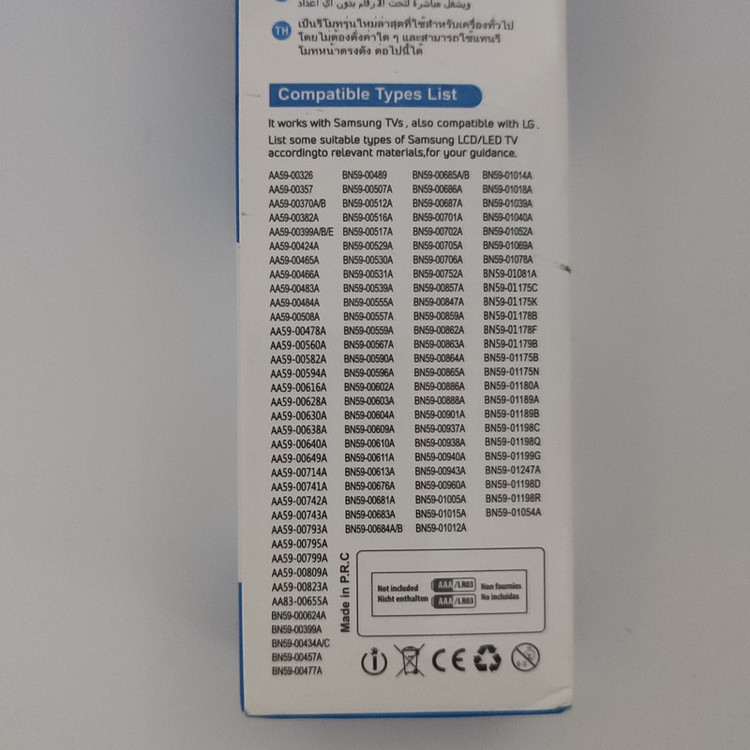 ويشغل مباشرة لتحت الأرقام بدون أي أعداد
TH
เป็นรีโมทรุ่นใหม่ล่าสุดที่ใช้สำหรับเครื่องทั่วไป
โดยไม่ต้องตั้งค่าใด ๆ และสามารถใช้แทนรี
โมทหน้าตรงดัง ต่อไปนี้ได้
Compatible Types List
It works with Samsung TVs , also compatible with LG .
List some suitable types of Samsung LCD/LED TV
accordingto relevant materials,for your guidance.
AA59-00326
AA59-00357
AA59-00370A/B
AA59-00382A
AA59-00399A/B/E
AA59-00424A
AA59-00465A
AA59-00466A
AA59-00483A
AA59-00484A
AA59-00508A
AA59-00478A
AA59-00560A
AA59-00582A
AA59-00594A
AA59-00616A
AA59-00628A
AA59-00630A
AA59-00638A
AA59-00640A
AA59-00649A
AA59-00714A
AA59-00741A
AA59-00742A
AA59-00743A
AA59-00793A
AA59-00795A
AA59-00799A
AA59-00809A
AA59-00823A
AA83-00655A
BN59-000624A
BN59-00399A
BN59-00434A/C
BN59-00457A
BN59-00477A
BN59-00489
BN59-00507A
BN59-00512A
BN59-00516A
BN59-00517A
BN59-00529A
BN59-00530A
BN59-00531A
BN59-00539A
BN59-00555A
BN59-00557A
BN59-00559A
BN59-00567A
BN59-00590A
BN59-00596A
BN59-00602A
BN59-00603A
BN59-00604A
BN59-00609A
BN59-00610A
BN59-00611A
BN59-00613A
BN59-00676A
BN59-00681A
BN59-00683A
BN59-00684A/B
BN59-00685A/B
BN59-00686A
BN59-00687A
BN59-00701A
BN59-00702A
BN59-00705A
BN59-00706A
BN59-00752A
BN59-00857A
BN59-00847A
BN59-00859A
BN59-00862A
BN59-00863A
BN59-00864A
BN59-00865A
BN59-00886A
BN59-00888A
BN59-00901A
BN59-00937A
BN59-00938A
BN59-00940A
BN59-00943A
BN59-00960A
BN59-01005A
BN59-01015A
BN59-01012A
BN59-01014A
BN59-01018A
BN59-01039A
BN59-01040A
BN59-01052A
BN59-01069A
BN59-01078A
BN59-01081A
BN59-01175C
BN59-01175K
BN59-01178B
BN59-01178F
BN59-01179B
BN59-01175B
BN59-01175N
BN59-01180A
BN59-01189A
BN59-01189B
BN59-01198C
BN59-01198Q
BN59-01199G
BN59-01247A
BN59-01198D
BN59-01198R
BN59-01054A
Made in P.R.C
Not included AAA/LR03 Non fournies
Nicht enthalten AAA/LR03 No incluidas
CE
0-3